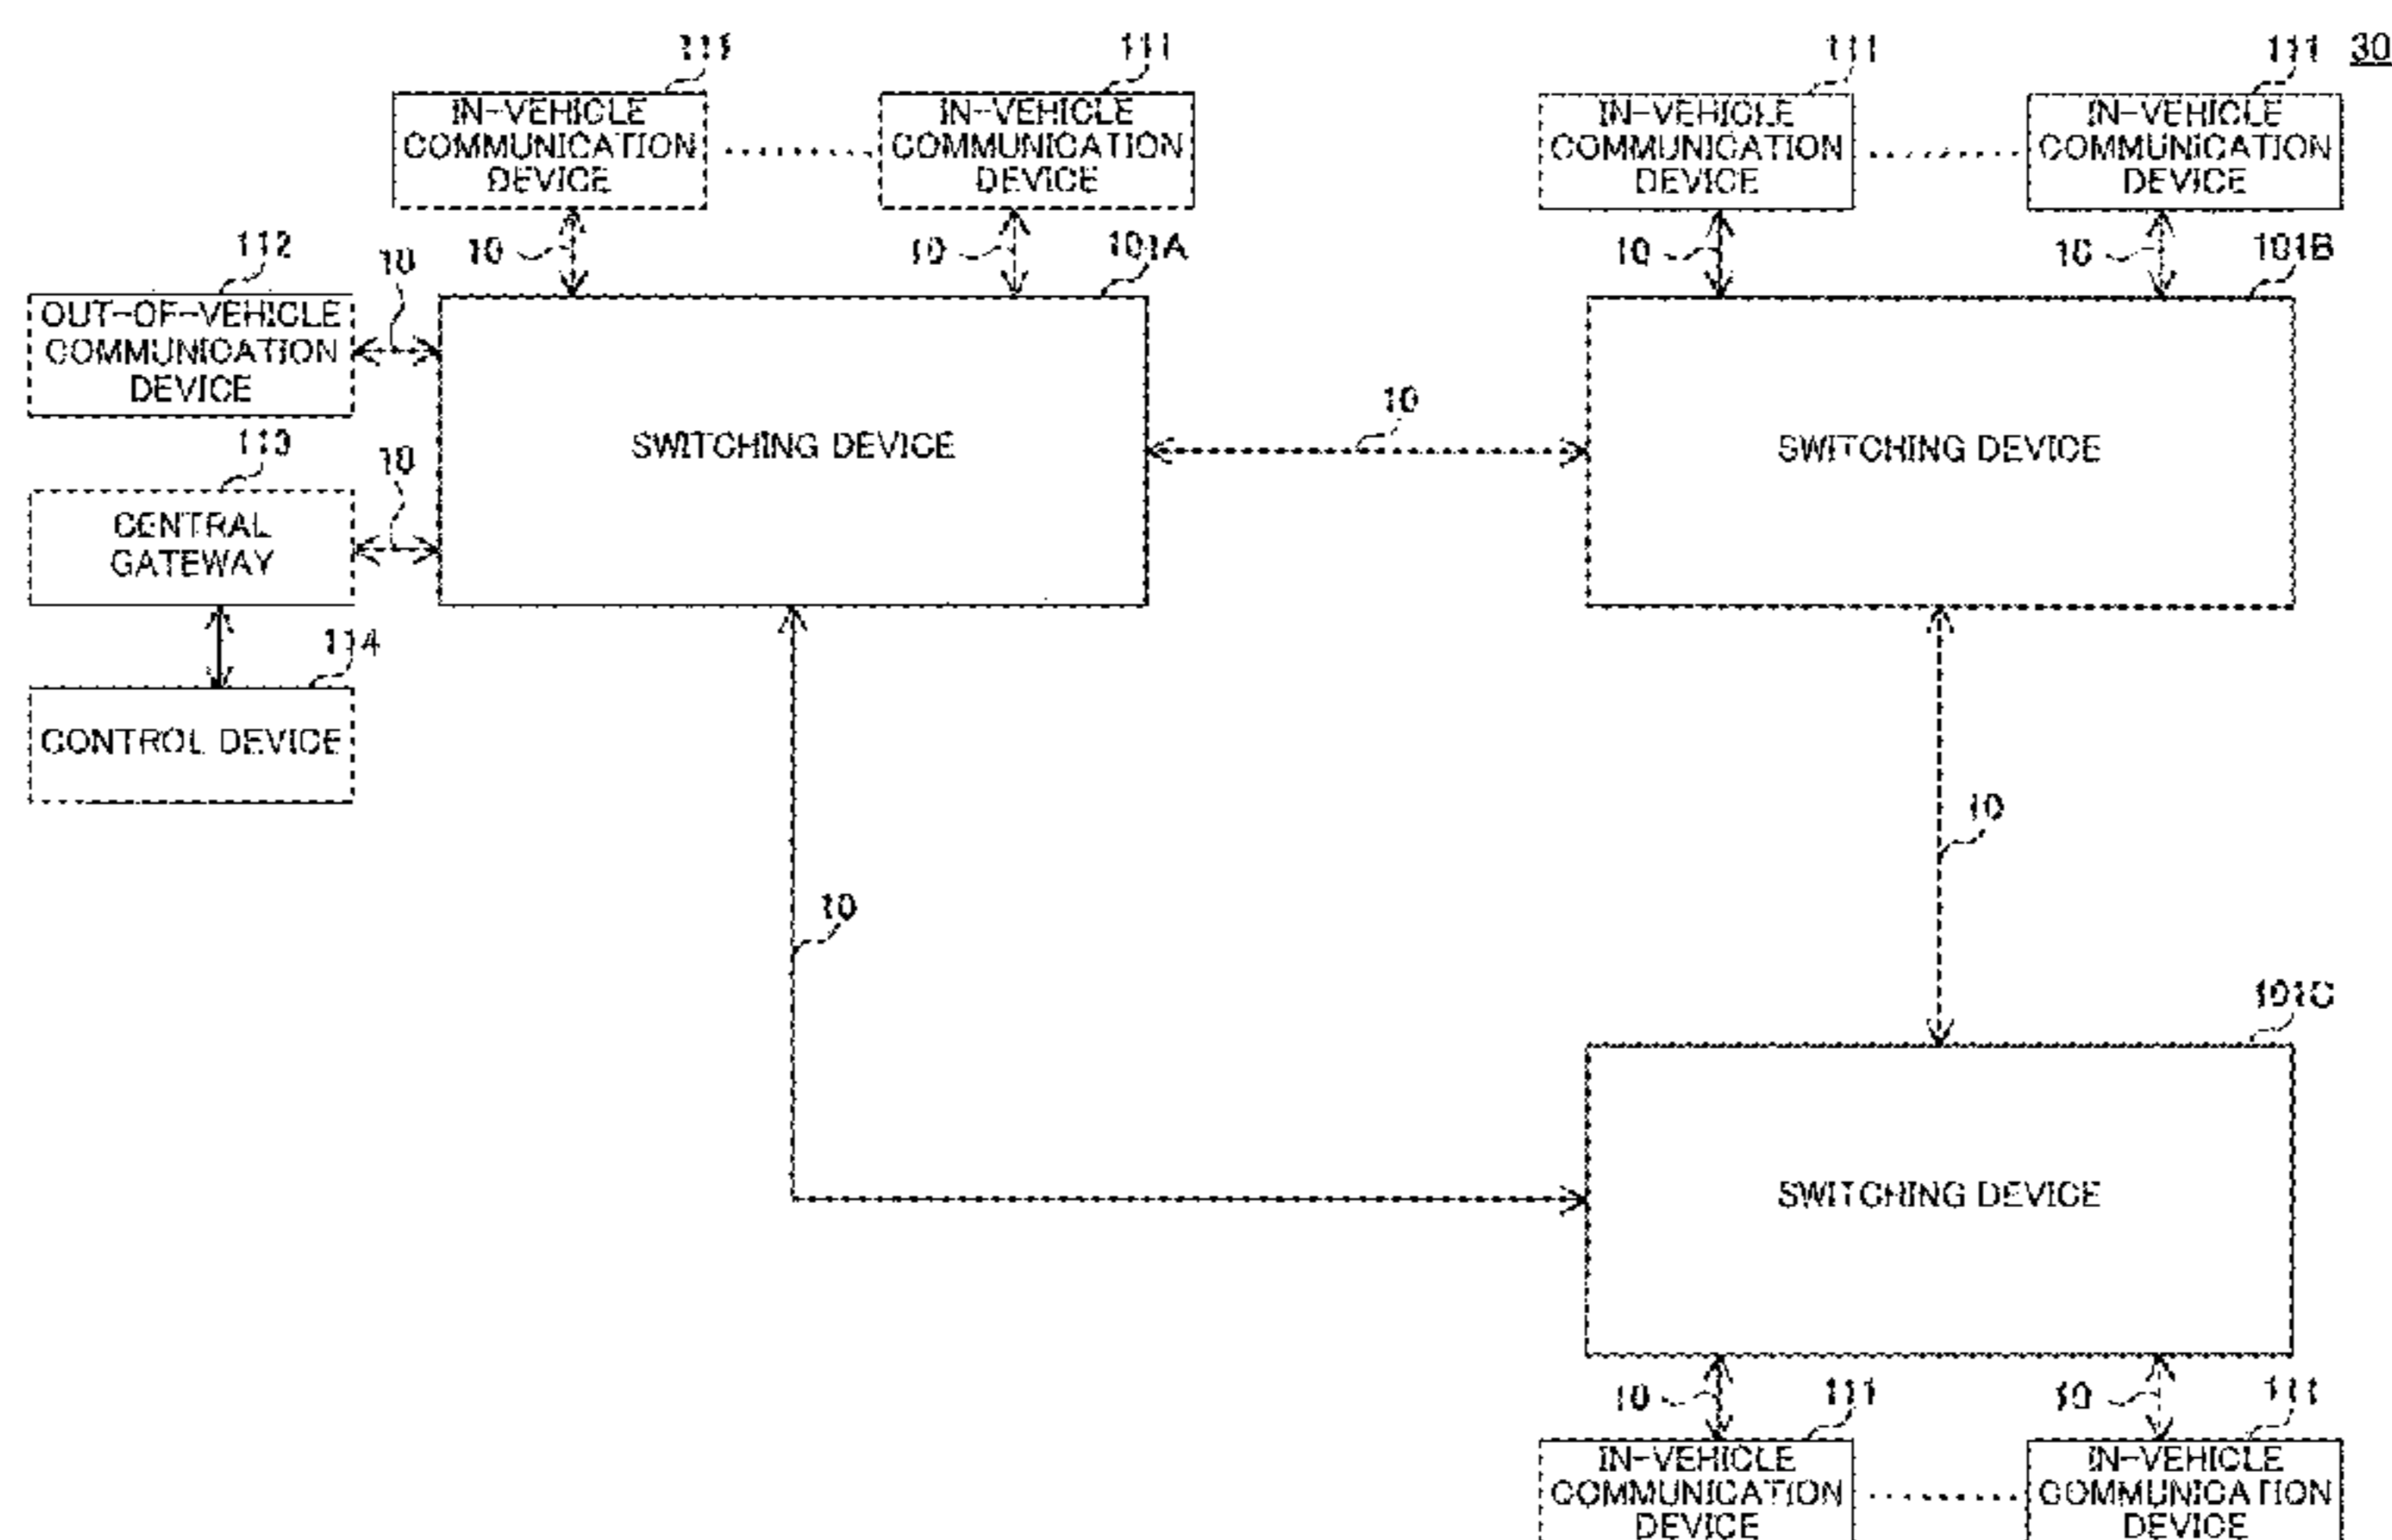 111
111
111
111
30
IN-VEHICLE
COMMUNICATION
DEVICE
IN-VEHICLE
COMMUNICATION
DEVICE
IN-VEHICLE
COMMUNICATION
DEVICE
IN-VEHICLE
COMMUNICATION
DEVICE
112
10
10
10
101A
10
10
101B
OUT-OF-VEHICLE
COMMUNICATION
DEVICE
SWITCHING DEVICE
10
SWITCHING DEVICE
113
10
CENTRAL
GATEWAY
114
CONTROL DEVICE
10
10
101C
SWITCHING DEVICE
10
111
10
111
IN-VEHICLE
COMMUNICATION
DEVICE
IN-VEHICLE
COMMUNICATION
DEVICE